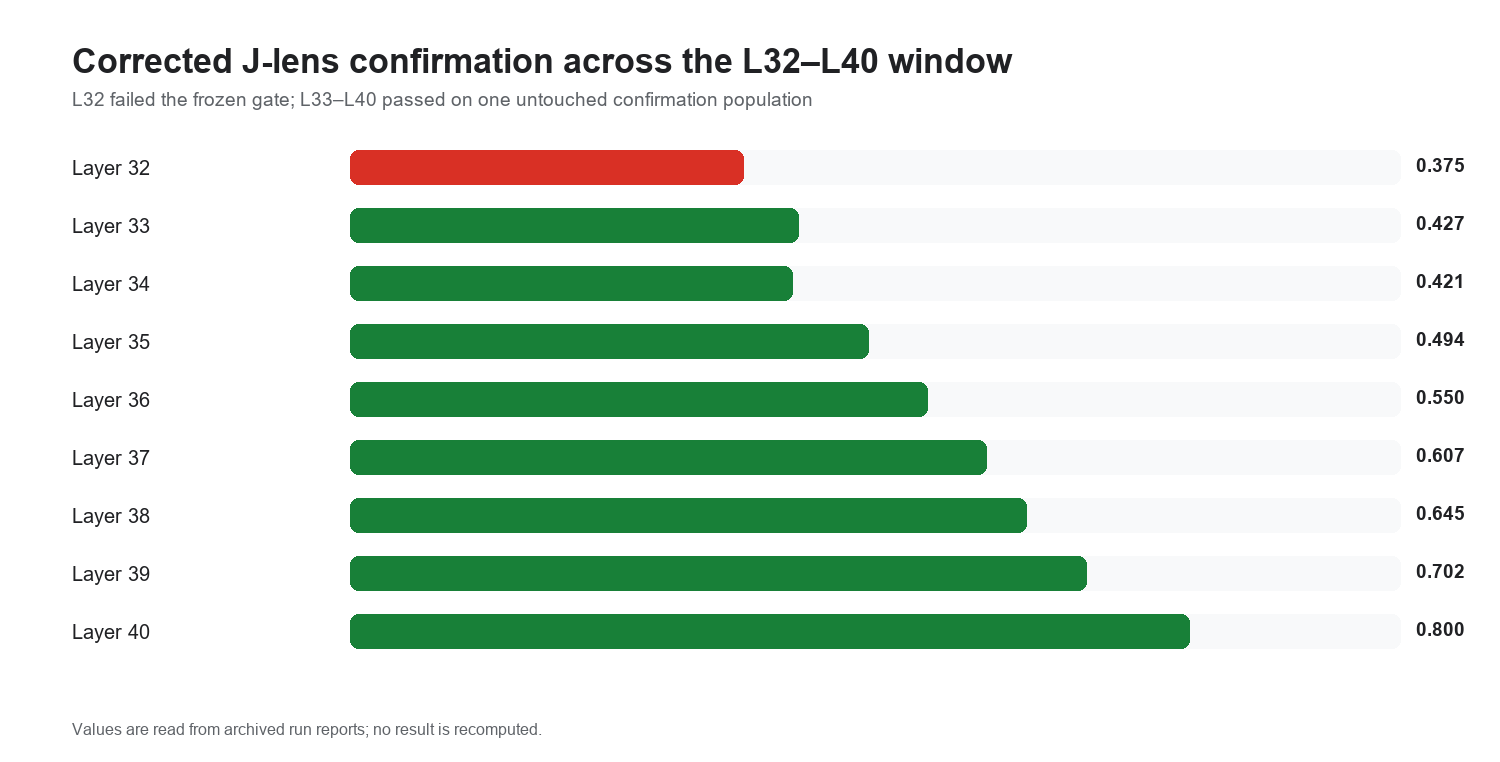 Corrected J-lens confirmation across the L32–L40 window
L32 failed the frozen gate; L33–L40 passed on one untouched confirmation population
Layer 32 0.375
Layer 33 0.427
Layer 34 0.421
Layer 35 0.494
Layer 36 0.550
Layer 37 0.607
Layer 38 0.645
Layer 39 0.702
Layer 40 0.800
Values are read from archived run reports; no result is recomputed.